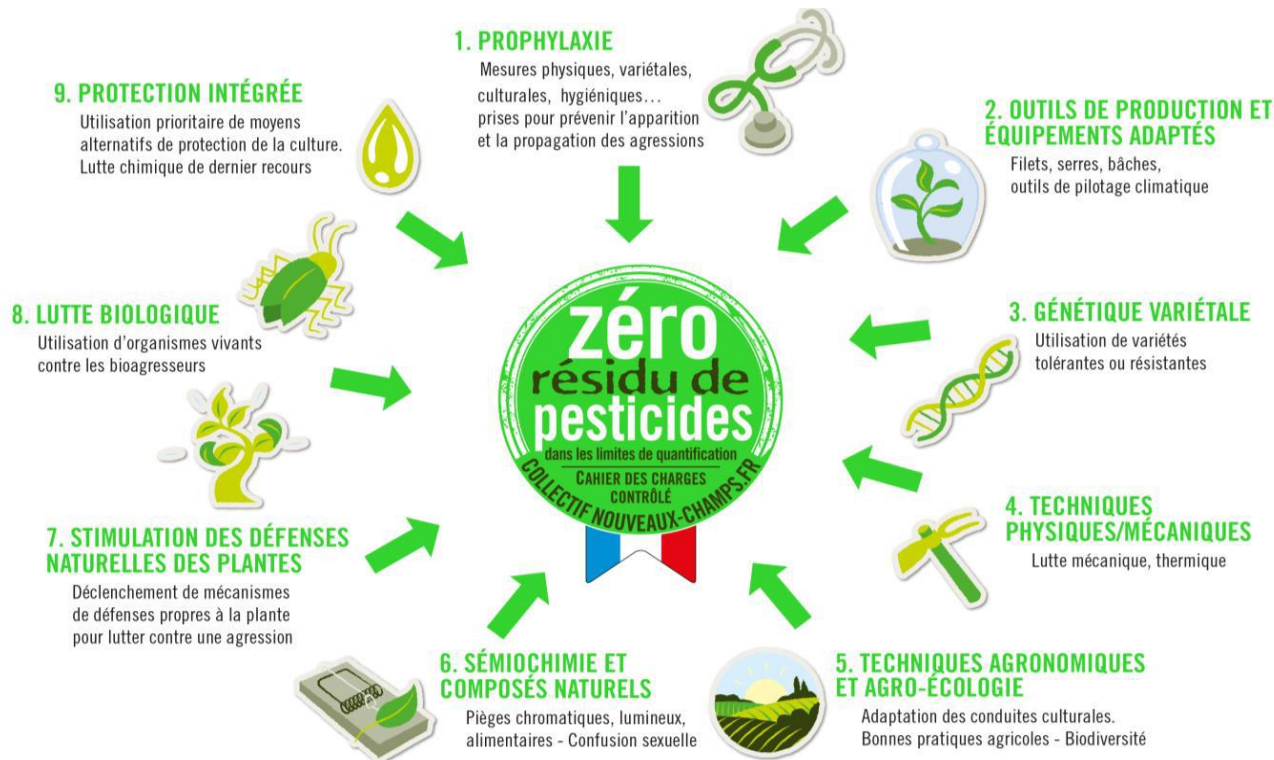 1. PROPHYLAXIE
Mesures physiques, variétales,
culturales, hygiéniques...
prises pour prévenir l'apparition
et la propagation des agressions
2. OUTILS DE PRODUCTION ET
ÉQUIPEMENTS ADAPTÉS
Filets, serres, bâches,
outils de pilotage climatique
3. GÉNÉTIQUE VARIÉTALE
Utilisation de variétés
tolérantes ou résistantes
4. TECHNIQUES
PHYSIQUES/MÉCANIQUES
Lutte mécanique, thermique
5. TECHNIQUES AGRONOMIQUES
ET AGRO-ÉCOLOGIE
Adaptation des conduites culturales.
Bonnes pratiques agricoles - Biodiversité
6. SÉMIOCHIMIE ET
COMPOSÉS NATURELS
Pièges chromatiques, lumineux,
alimentaires - Confusion sexuelle
7. STIMULATION DES DÉFENSES
NATURELLES DES PLANTES
Déclenchement de mécanismes
de défenses propres à la plante
pour lutter contre une agression
8. LUTTE BIOLOGIQUE
Utilisation d'organismes vivants
contre les bioagresseurs
9. PROTECTION INTÉGRÉE
Utilisation prioritaire de moyens
alternatifs de protection de la culture.
Lutte chimique de dernier recours
zéro
résidu de
pesticides
dans les limites de quantification
CAHIER DES CHARGES
CONTRÔLÉ
COLLECTIF NOUVEAUX-CHAMPS.FR